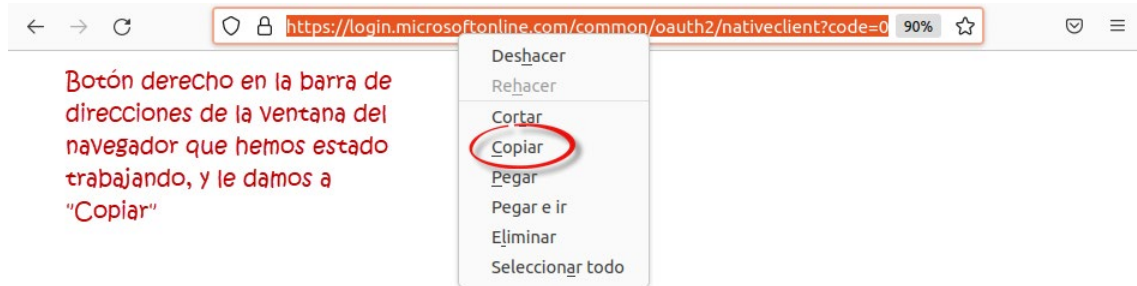 https://login.microsoftonline.com/common/oauth2/nativeclient?code=0 90%
Botón derecho en la barra de
direcciones de la ventana del
navegador que hemos estado
trabajando, y le damos a
"Copiar"
Deshacer
Rehacer
Cortar
Copiar
Pegar
Pegar e ir
Eliminar
Seleccionar todo